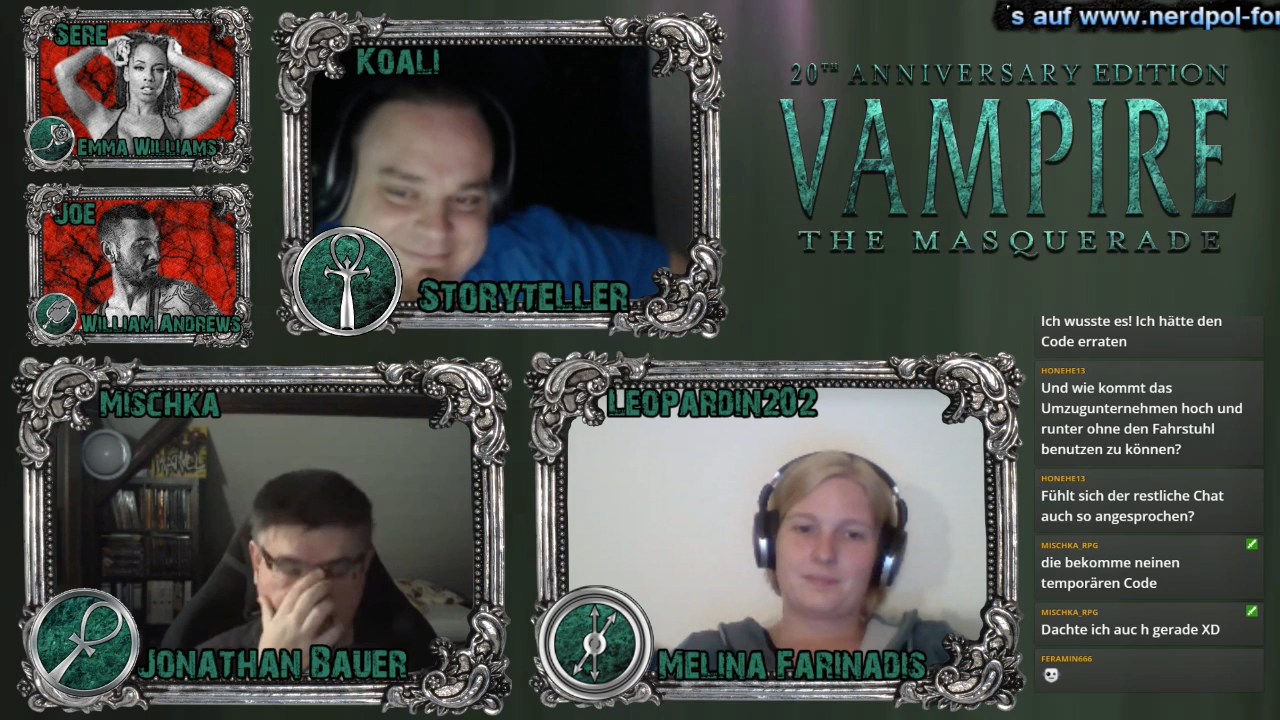 's auf www.nerdpol-for
SERE
EMMA WILLIAMS
JOE
WILLIAM ANDREWS
KOALI
STORYTELLER
20TH ANNIVERSARY EDITION
VAMPIRE
THE MASQUERADE
MISCHKA
JONATHAN BAUER
LEOPARDIN202
MELINA FARINADIS
Ich wusste es! Ich hätte den
Code erraten
HONEHE13
Und wie kommt das
Umzugunternehmen hoch und
runter ohne den Fahrstuhl
benutzen zu können?
HONEHE13
Fühlt sich der restliche Chat
auch so angesprochen?
MISCHKA_RPG
die bekomme neinen
temporären Code
MISCHKA_RPG
Dachte ich auc h gerade XD
FERAMIN666